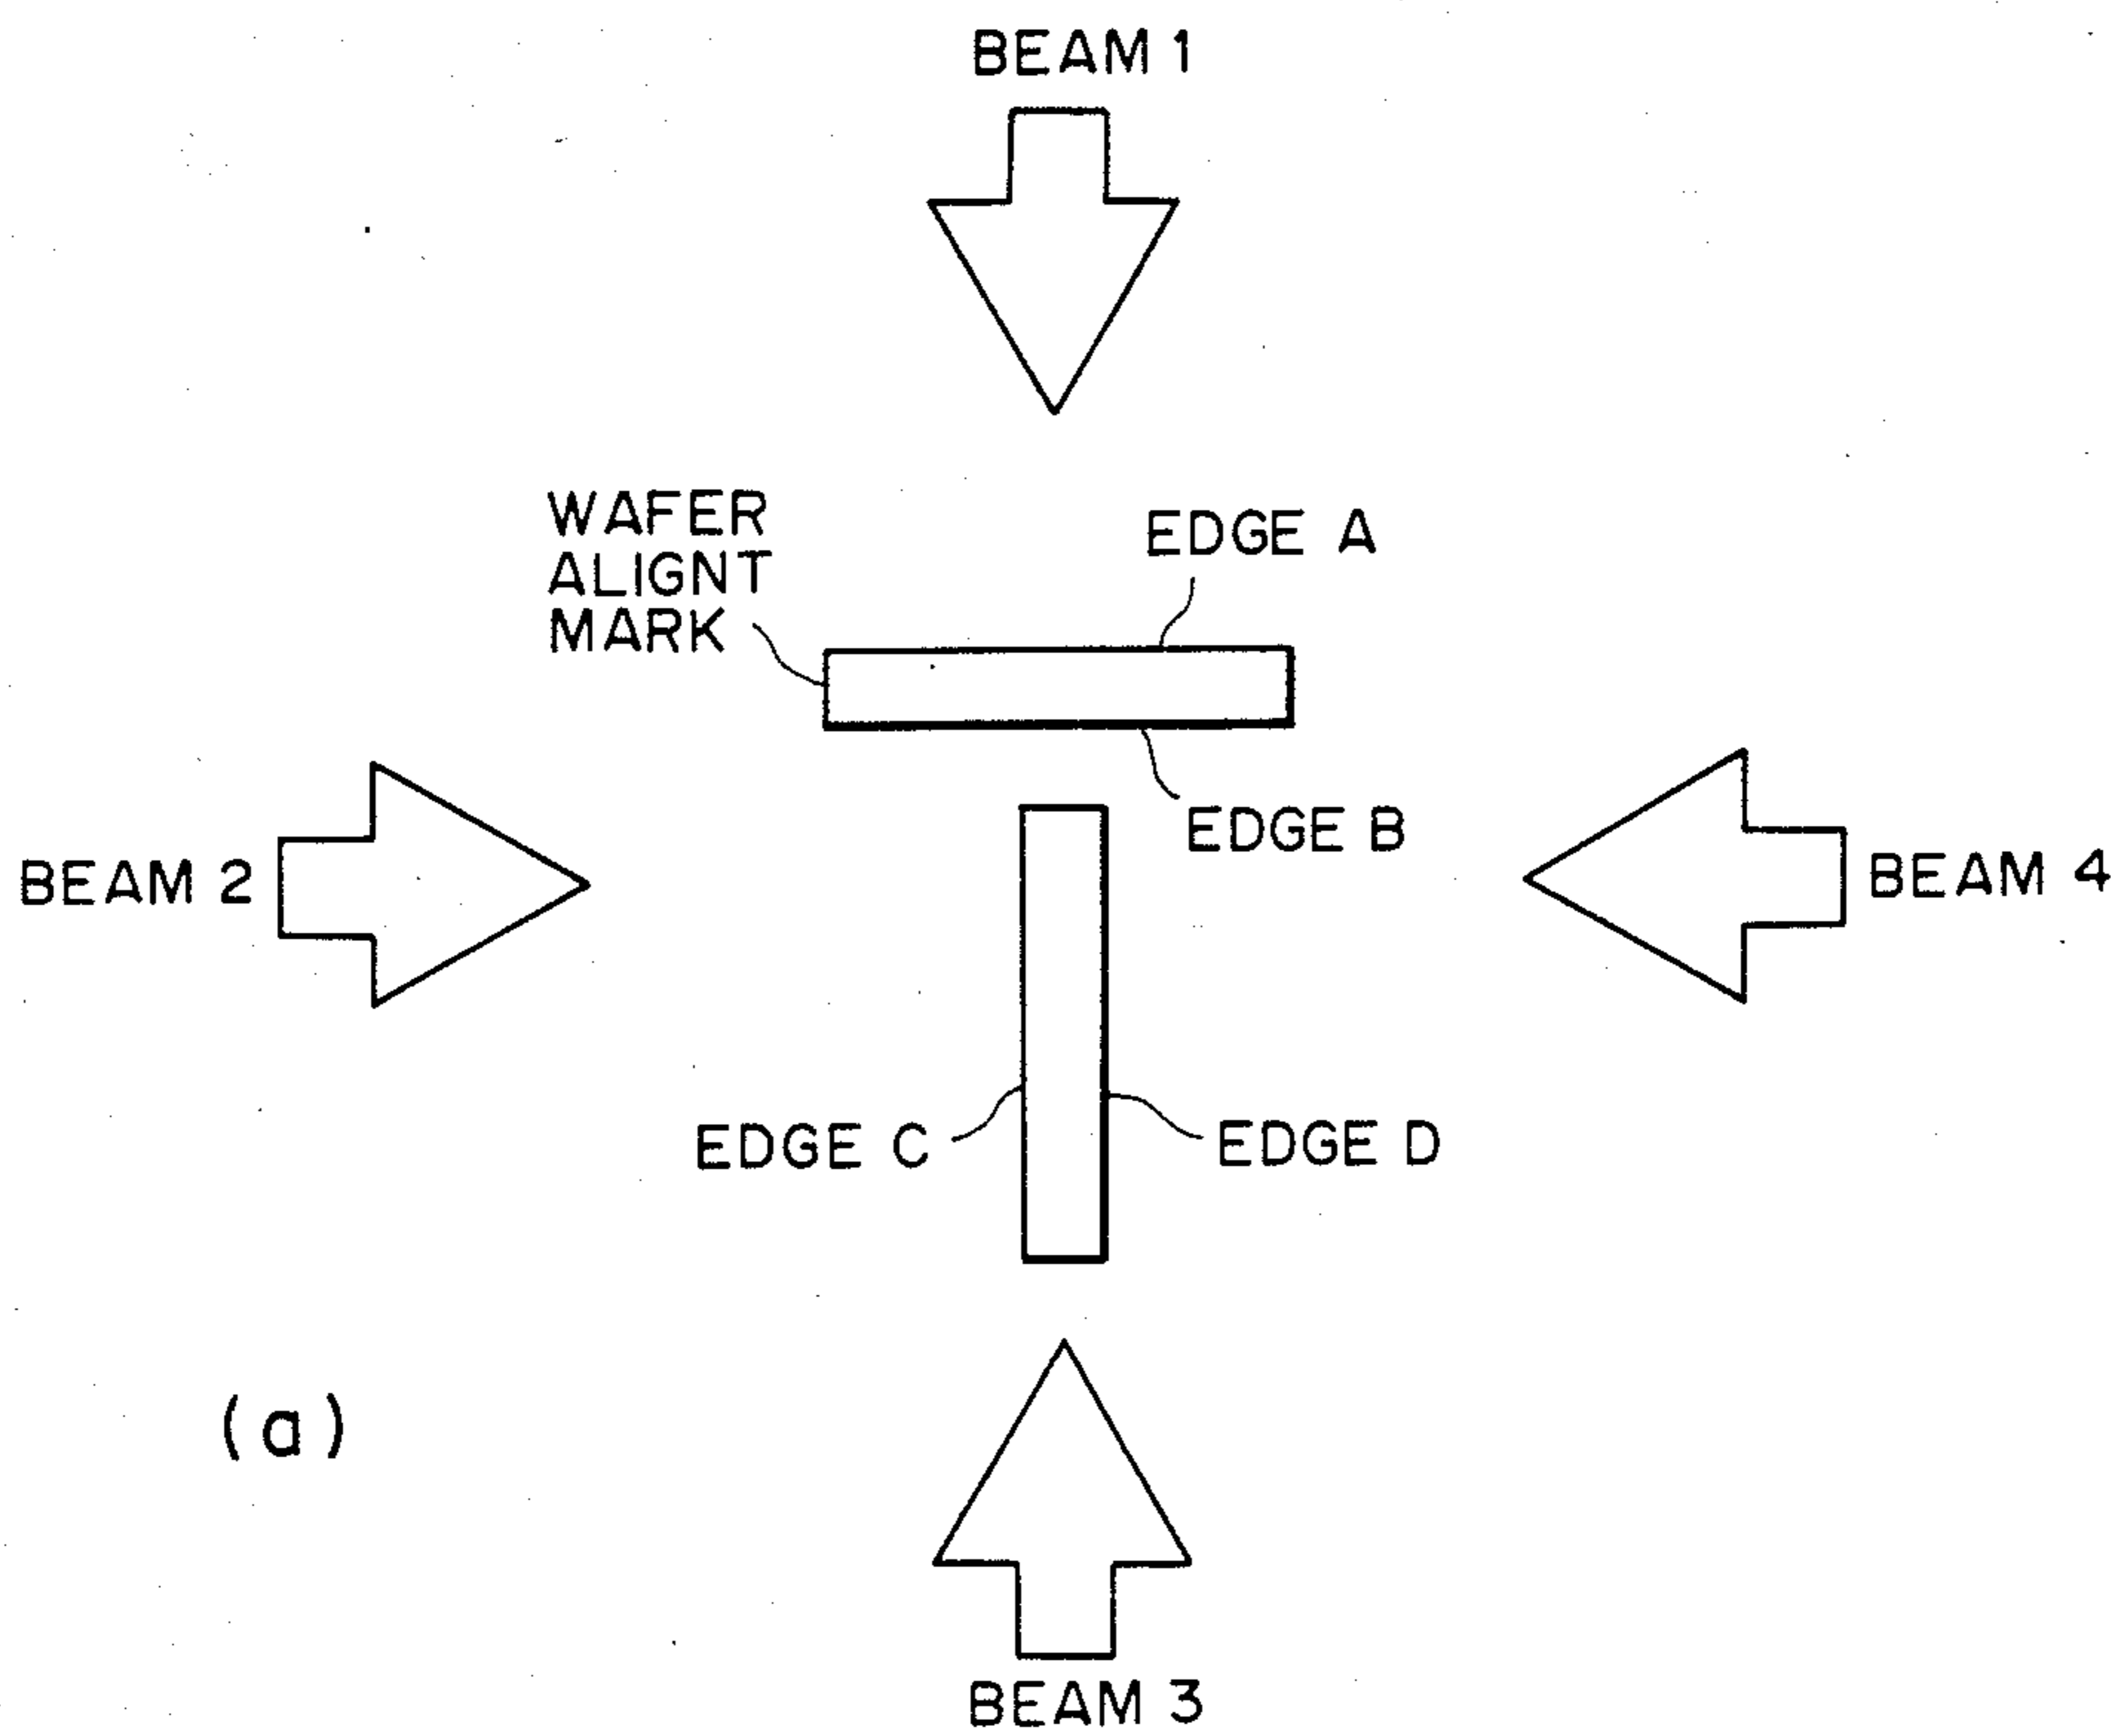 BEAM 1
WAFER
ALIGNT
MARK
EDGE A
EDGE B
BEAM 2
BEAM 4
EDGE C
EDGE D
(a)
BEAM 3